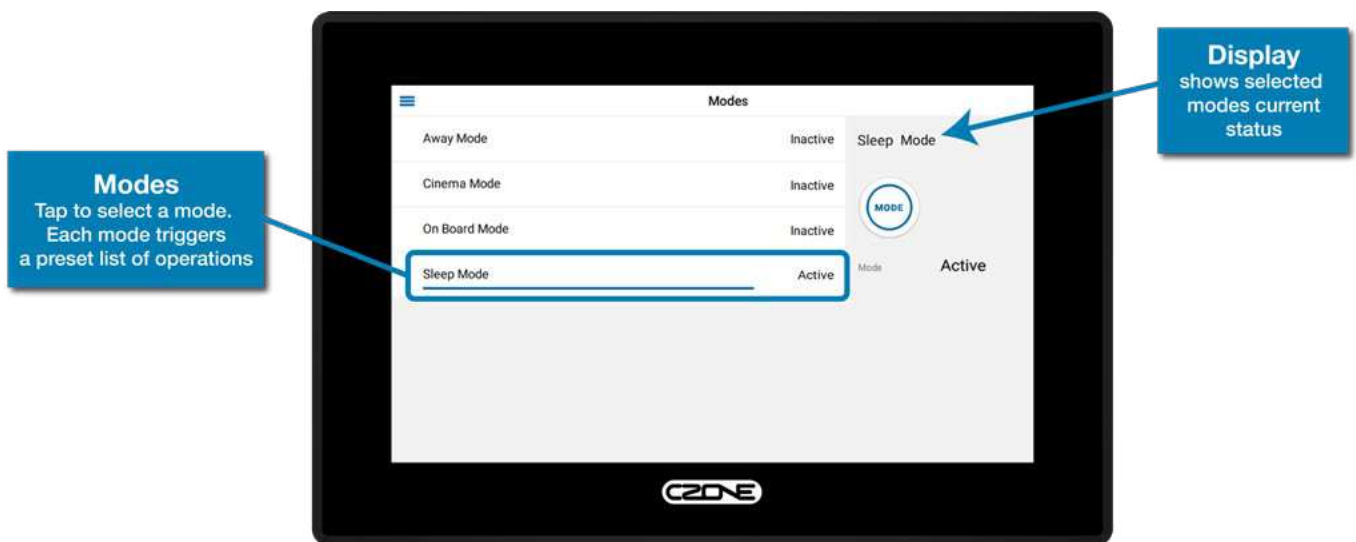 Modes
Tap to select a mode.
Each mode triggers
a preset list of operations
Modes
Away Mode Inactive
Cinema Mode Inactive
On Board Mode Inactive
Sleep Mode Active
Sleep Mode
MODE
Mode Active
CZONE
Display
shows selected
modes current
status